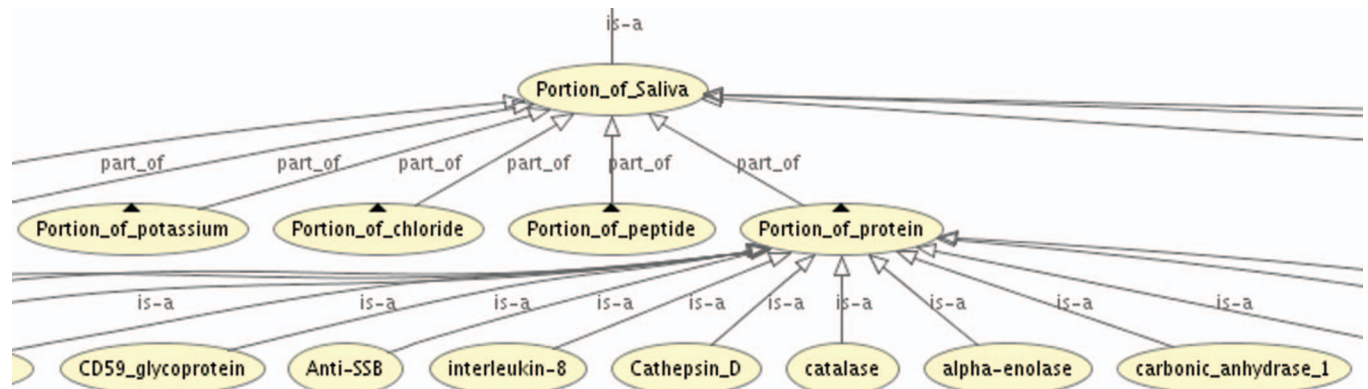 is-a
Portion_of_Saliva
part_of part_of part_of part_of part_of
Portion_of_potassium Portion_of_chloride Portion_of_peptide Portion_of_protein
is-a is-a is-a is-a is-a is-a is-a is-a is-a is-a
CD59_glycoprotein Anti-SSB interleukin-8 Cathepsin_D catalase alpha-enolase carbonic_anhydrase_1